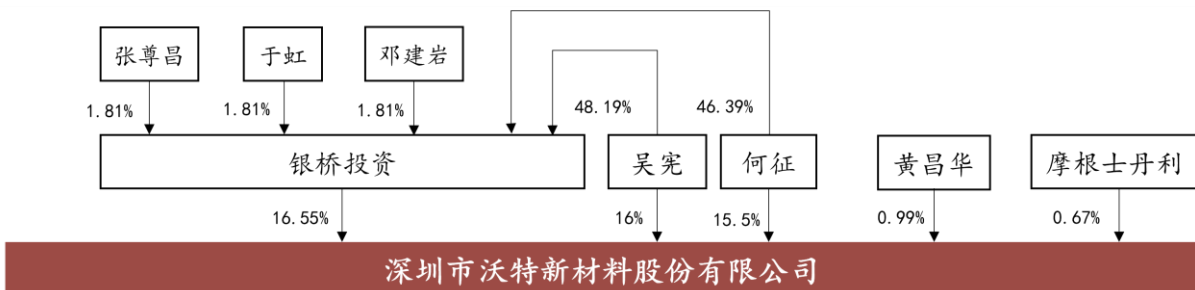 张尊昌
于虹
邓建岩
1.81%
1.81%
1.81%
48.19%
46.39%
银桥投资
吴宪
何征
黄昌华
摩根士丹利
16.55%
16%
15.5%
0.99%
0.67%
深圳市沃特新材料股份有限公司